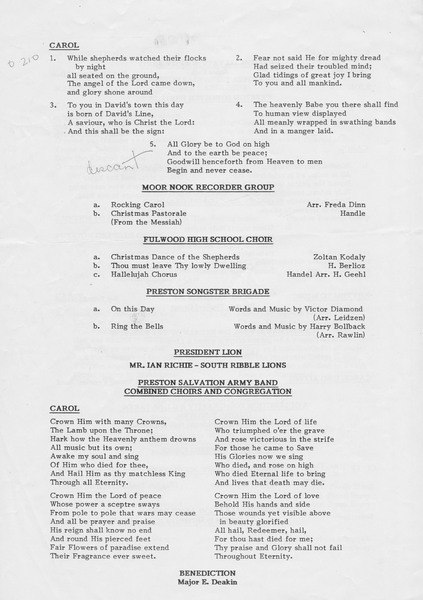 CAROL
0.210
1. While shepherds watched their flocks
by night
all seated on the ground,
The angel of the Lord came down,
and glory shone around
2. Fear not said He for mighty dread
Had seized their troubled mind;
Glad tidings of great joy I bring
To you and all mankind.
3. To you in David's town this day
is born of David's Line,
A saviour, who is Christ the Lord:
And this shall be the sign:
4. The heavenly Babe you there shall find
To human view displayed
All meanly wrapped in swathing bands
And in a manger laid.
5. All Glory be to God on high
And to the earth be peace;
Goodwill henceforth from Heaven to men
Begin and never cease.
descant
MOOR NOOK RECORDER GROUP
a. Rocking Carol Arr. Freda Dinn
b. Christmas Pastorale Handle
(From the Messiah)
FULWOOD HIGH SCHOOL CHOIR
a. Christmas Dance of the Shepherds Zoltan Kodaly
b. Thou must leave Thy lowly Dwelling H. Berlioz
c. Hallelujah Chorus Handel Arr. H. Geehl
PRESTON SONGSTER BRIGADE
a. On this Day Words and Music by Victor Diamond
(Arr. Leidzen)
b. Ring the Bells Words and Music by Harry Bollback
(Arr. Rawlin)
PRESIDENT LION
MR. IAN RICHIE - SOUTH RIBBLE LIONS
PRESTON SALVATION ARMY BAND
COMBINED CHOIRS AND CONGREGATION
CAROL
Crown Him with many Crowns,
The Lamb upon the Throne;
Hark how the Heavenly anthem drowns
All music but its own;
Awake my soul and sing
Of Him who died for thee,
And Hail Him as thy matchless King
Through all Eternity.
Crown Him the Lord of life
Who triumphed o'er the grave
And rose victorious in the strife
For those he came to Save
His Glories now we sing
Who died, and rose on high
Who died Eternal life to bring
And lives that death may die.
Crown Him the Lord of peace
Whose power a sceptre sways
From pole to pole that wars may cease
And all be prayer and praise
His reign shall know no end
And round His pierced feet
Fair Flowers of paradise extend
Their Fragrance ever sweet.
Crown Him the Lord of love
Behold His hands and side
Those wounds yet visible above
in beauty glorified
All hail, Redeemer, hail,
For thou hast died for me;
Thy praise and Glory shall not fail
Throughout Eternity.
BENEDICTION
Major E. Deakin